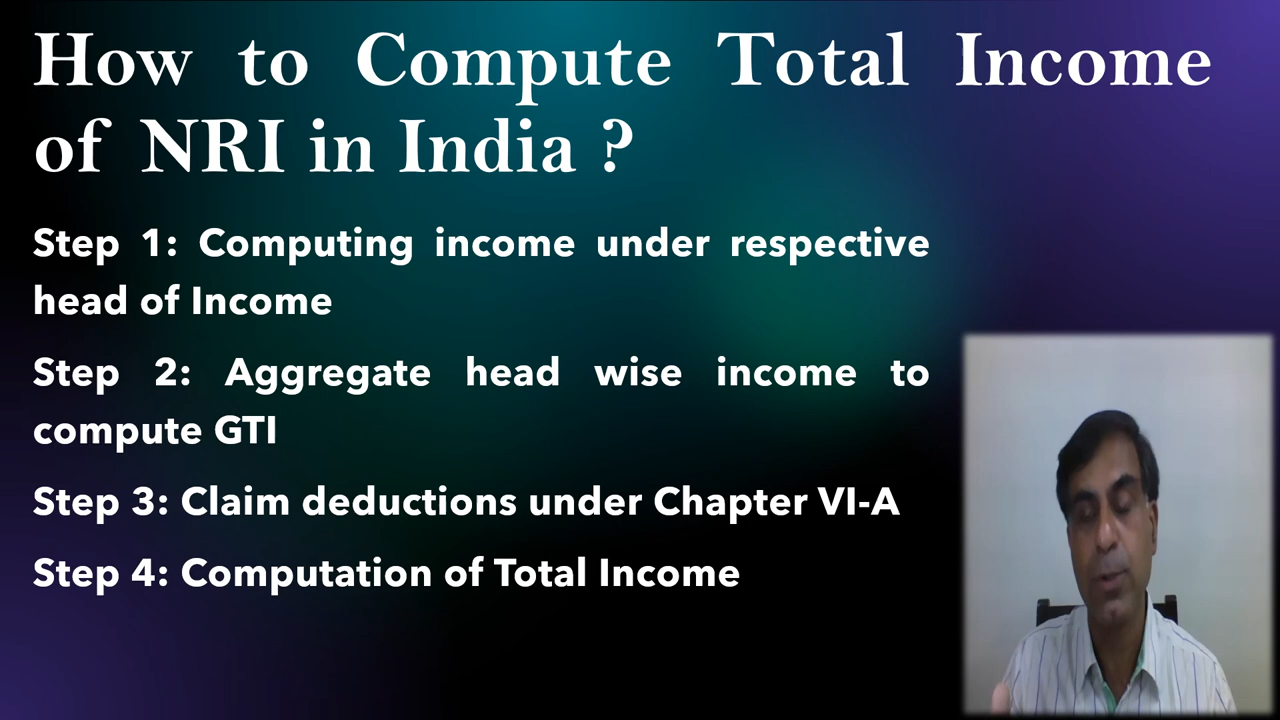 How to Compute Total Income
of NRI in India ?
Step 1: Computing income under respective
head of Income
Step 2: Aggregate head wise income to
compute GTI
Step 3: Claim deductions under Chapter VI-A
Step 4: Computation of Total Income